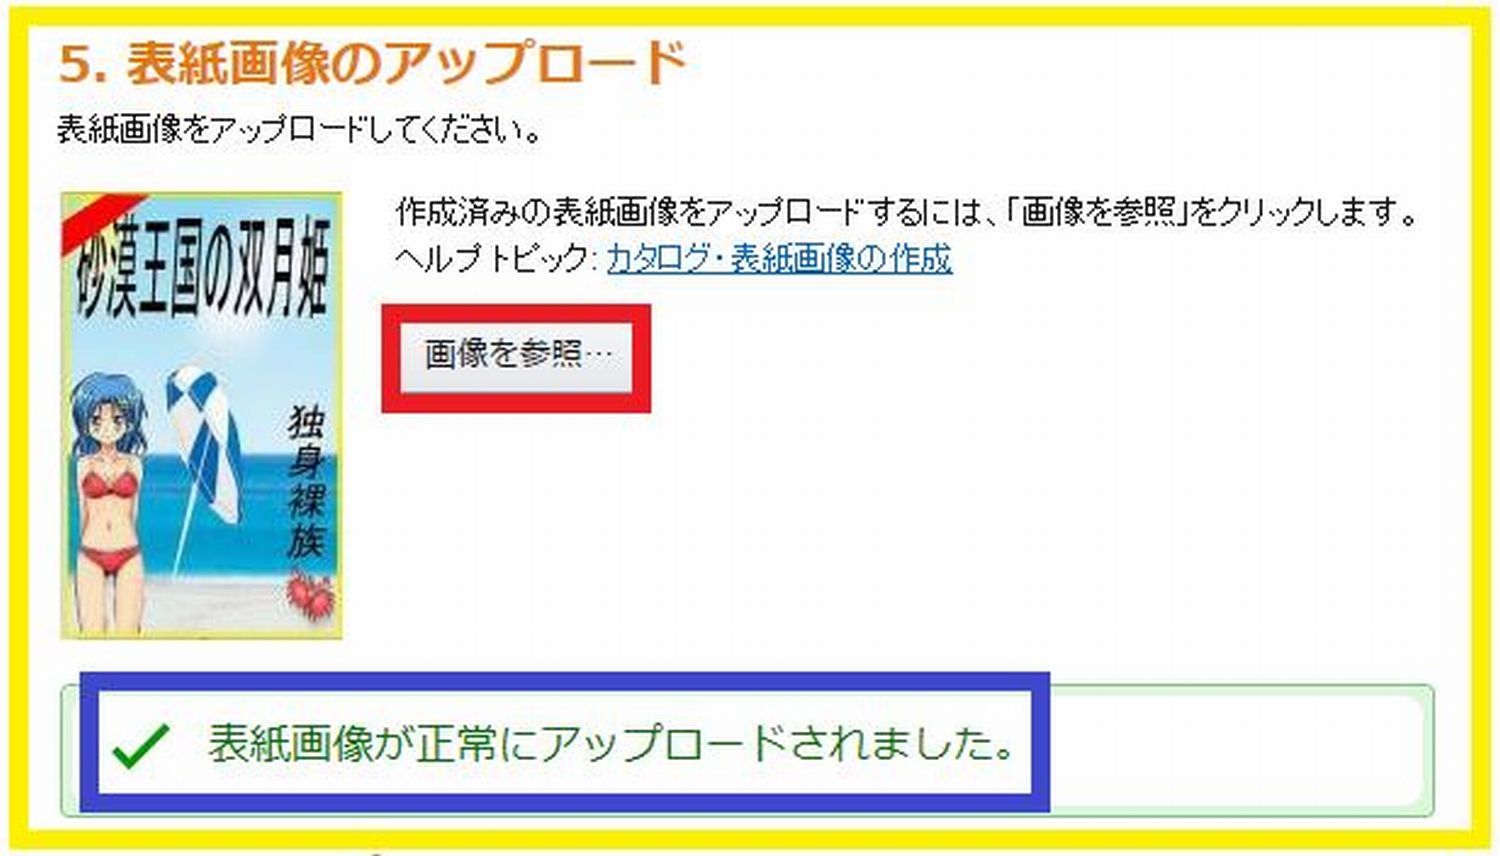 5. 表紙画像のアップロード
表紙画像をアップロードしてください。
砂漠王国の双月姫
独身裸族
作成済みの表紙画像をアップロードするには、「画像を参照」をクリックします。
ヘルプトピック: カタログ・表紙画像の作成
画像を参照…
表紙画像が正常にアップロードされました。